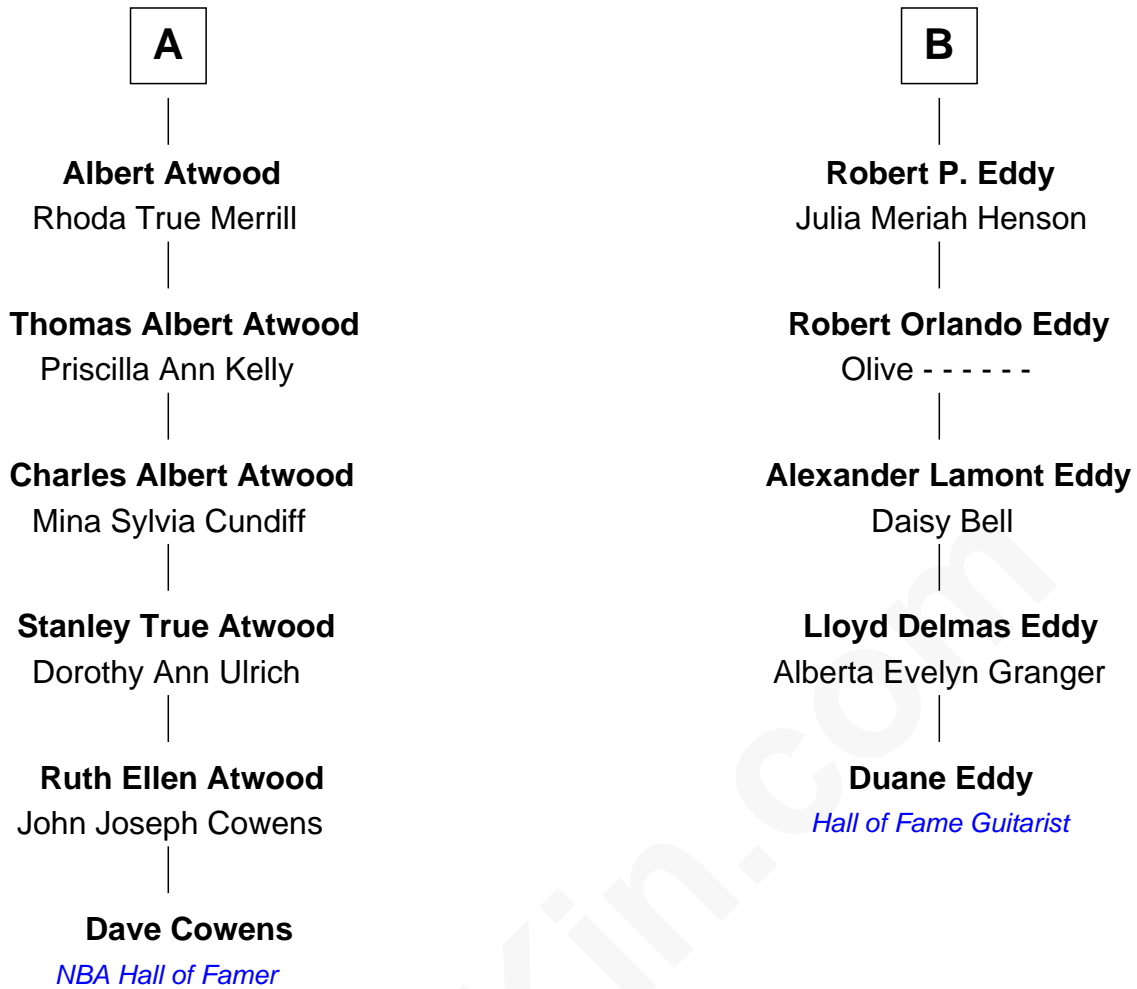 A
Albert Atwood
Rhoda True Merrill
Thomas Albert Atwood
Priscilla Ann Kelly
Charles Albert Atwood
Mina Sylvia Cundiff
Stanley True Atwood
Dorothy Ann Ulrich
Ruth Ellen Atwood
John Joseph Cowens
Dave Cowens
NBA Hall of Famer
B
Robert P. Eddy
Julia Meriah Henson
Robert Orlando Eddy
Olive - - - - - -
Alexander Lamont Eddy
Daisy Bell
Lloyd Delmas Eddy
Alberta Evelyn Granger
Duane Eddy
Hall of Fame Guitarist
Kin.com